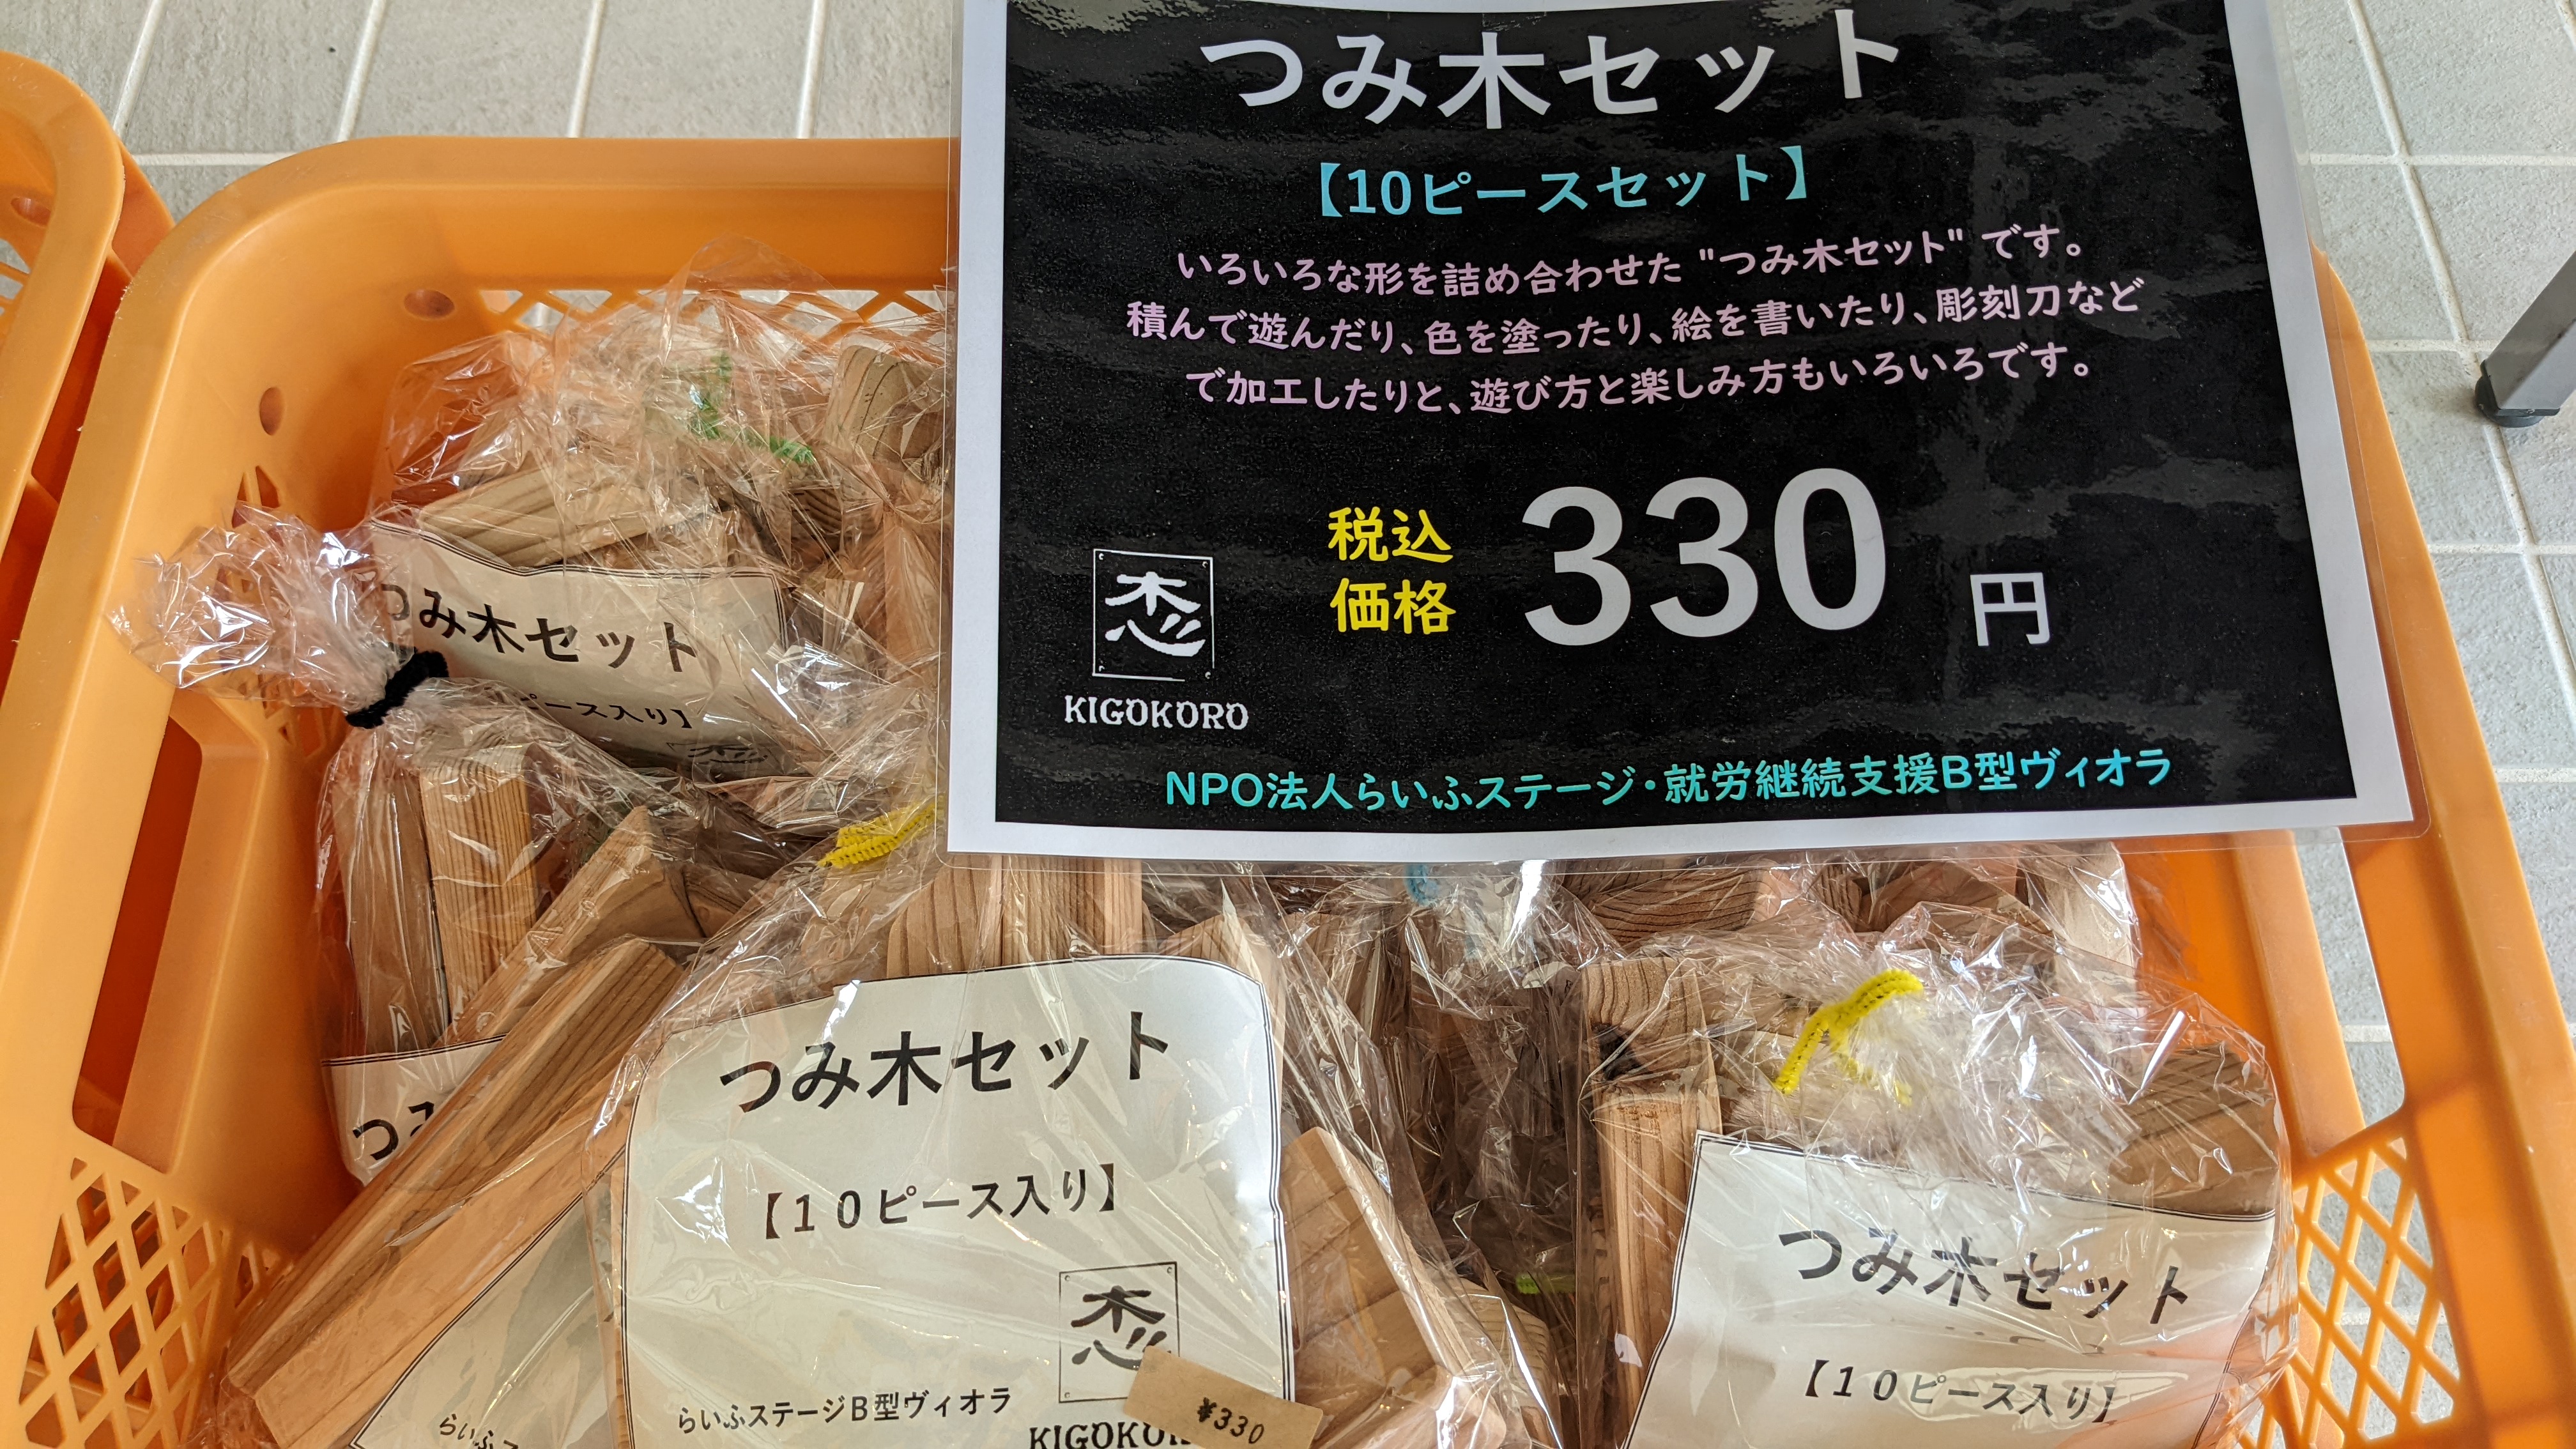 つみ木セット
【10ピースセット】
いろいろな形を詰め合わせた "つみ木セット" です。
積んで遊んだり、色を塗ったり、絵を書いたり、彫刻刀など
で加工したりと、遊び方と楽しみ方もいろいろです。
税込
価格
330
円
KIGOKORO
NPO法人らいふステージ・就労継続支援B型ヴィオラ
つみ木セット
ピース入り】
つみ
つみ木セット
【10ピース入り】
らいふステージB型ヴィオラ
KIGOKO
¥330
つみ木セット
【10ピース入り】
らいふ